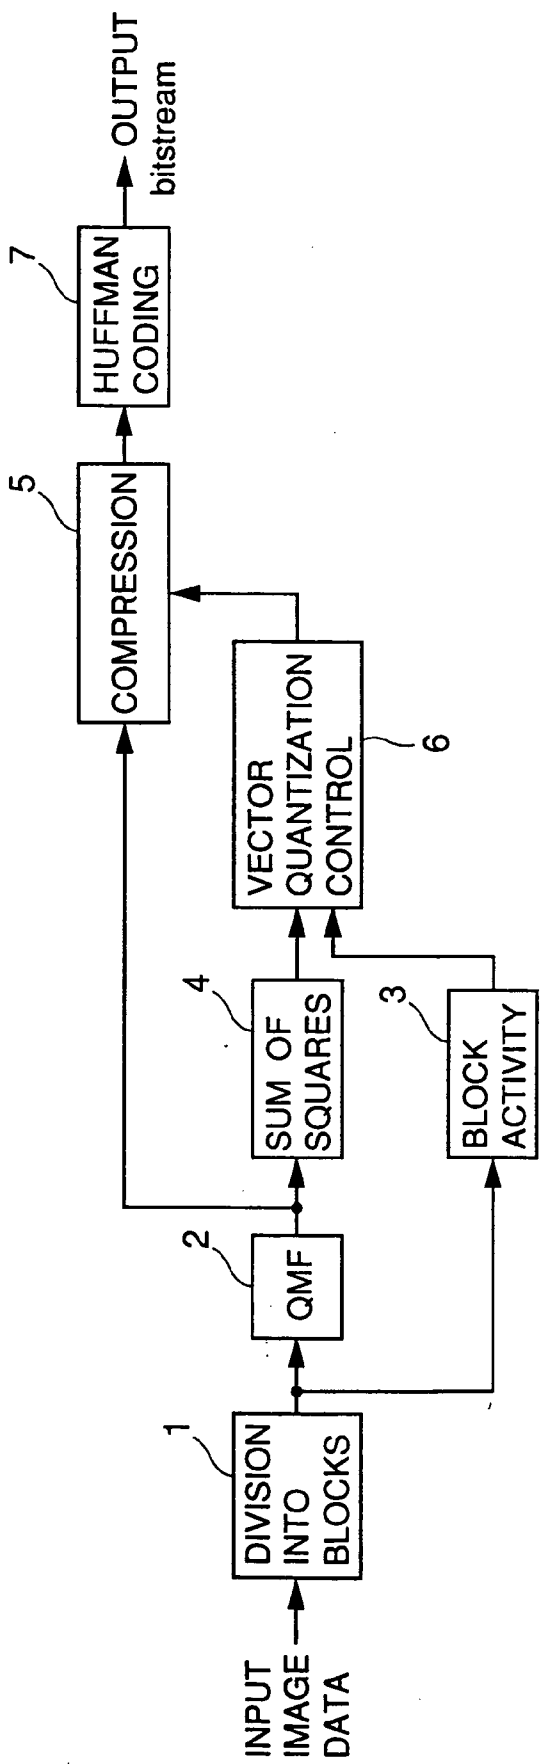 INPUT
IMAGE
DATA
1
DIVISION
INTO
BLOCKS
2
QMF
4
SUM OF
SQUARES
3
BLOCK
ACTIVITY
VECTOR
QUANTIZATION
CONTROL
6
5
COMPRESSION
7
HUFFMAN
CODING
OUTPUT
bitstream